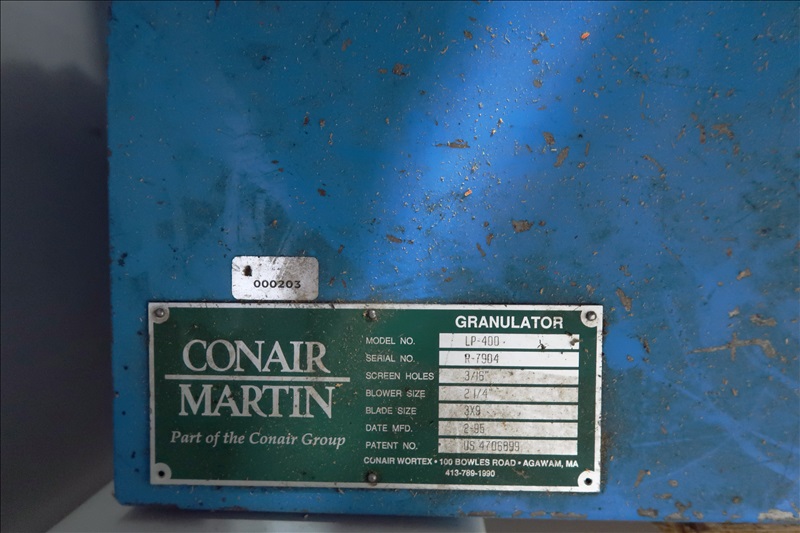 000203
GRANULATOR
CONAIR
MARTIN
Part of the Conair Group
MODEL NO. LP-400
SERIAL NO. R-7904
SCREEN HOLES 3/16"
BLOWER SIZE 2 1/4"
BLADE SIZE 3X9
DATE MFD. 2-95
PATENT NO. US 4706899
CONAIR WORTEX • 100 BOWLES ROAD • AGAWAM, MA
413-789-1990